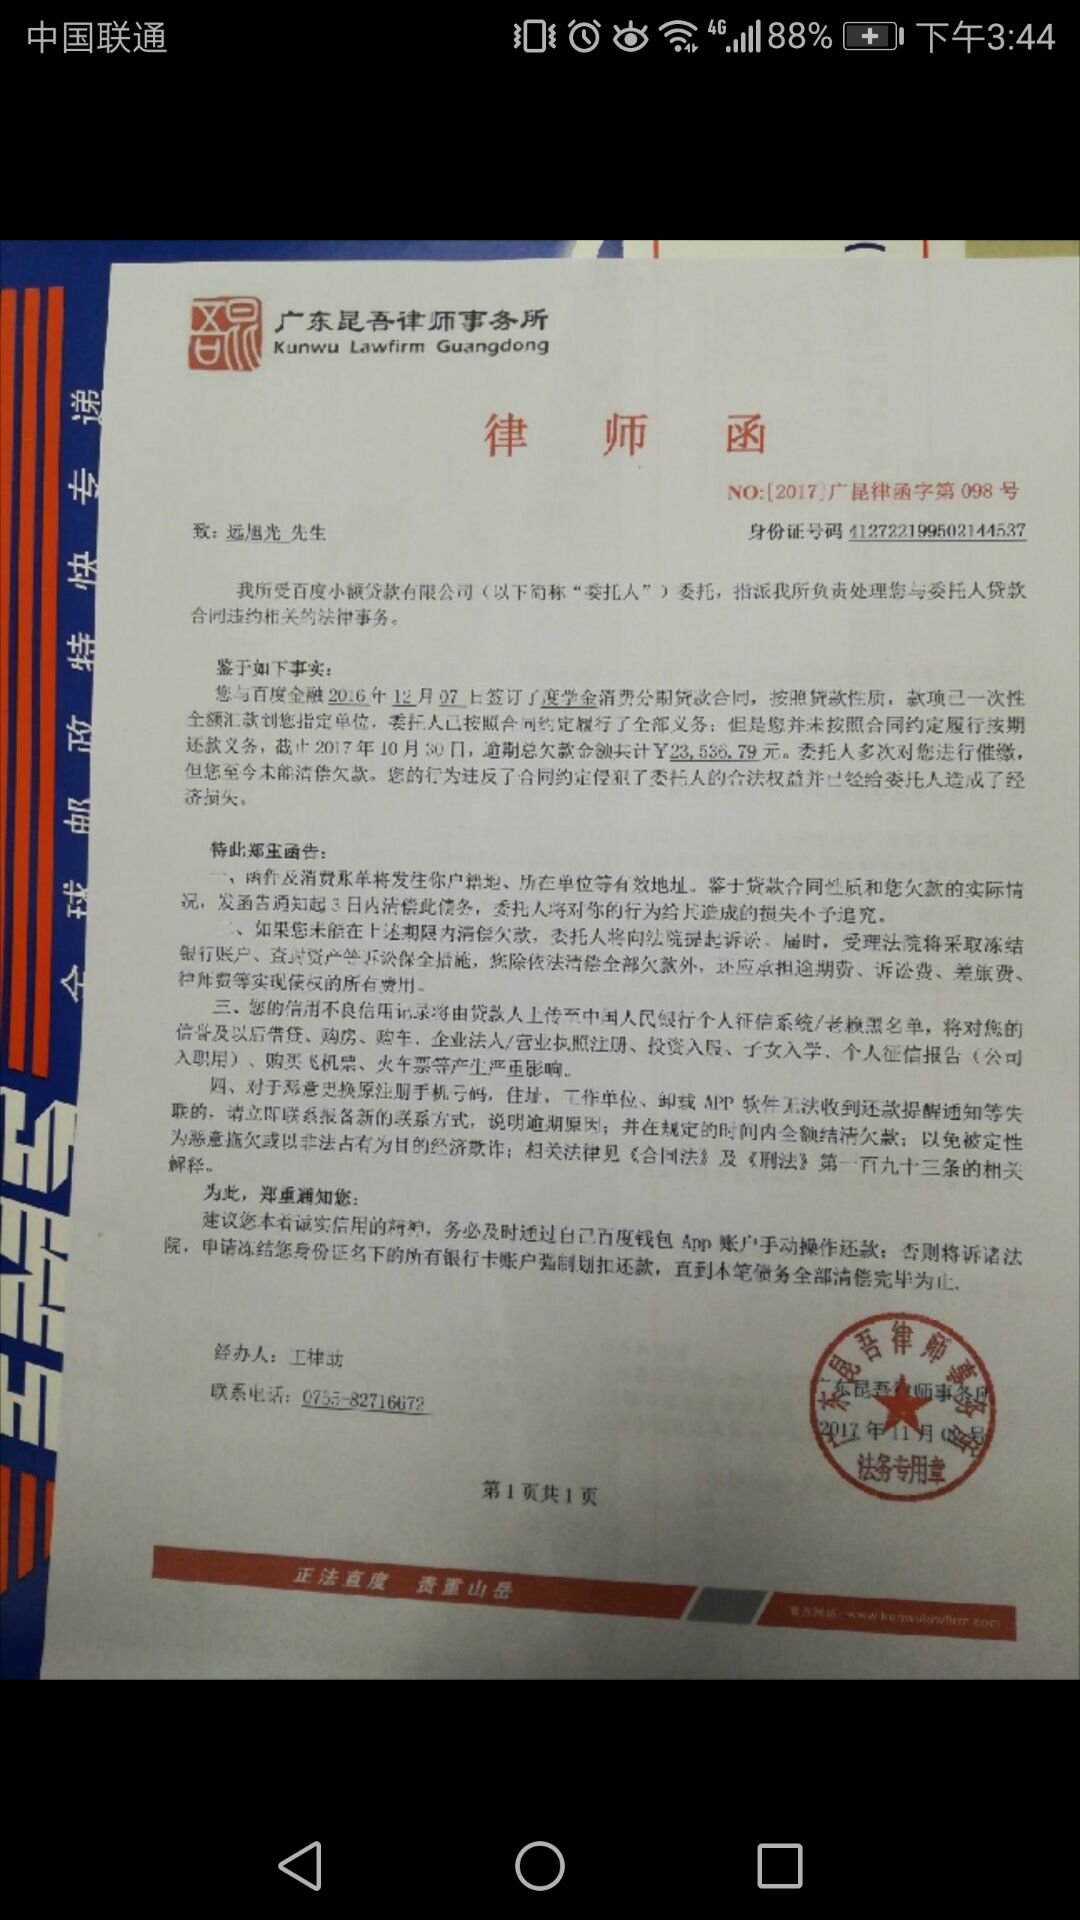 中国联通
4G 88% 下午3:44
全球邮政特快专递
EMS
昆吾
广东昆吾律师事务所
Kunwu Lawfirm Guangdong
律师函
NO:[2017]广昆律函字第 098 号
致：远旭光 先生 身份证号码 412722199502144537
我所受百度小额贷款有限公司（以下简称“委托人”）委托，指派我所负责处理您与委托人贷款
合同违约相关的法律事务。
鉴于如下事实：
您与百度金融 2016 年 12 月 07 日签订了度学金消费分期贷款合同，按照贷款性质，款项已一次性
全额汇款到您指定单位，委托人已按照合同约定履行了全部义务；但是您并未按照合同约定履行按期
还款义务，截止 2017 年 10 月 30 日，逾期总欠款金额共计￥23,536.79 元。委托人多次对您进行催缴，
但您至今未能清偿欠款。您的行为违反了合同约定侵犯了委托人的合法权益并已经给委托人造成了经
济损失。
特此郑重函告：
一、函件及消费账单将发往你户籍地、所在单位等有效地址。鉴于贷款合同性质和您欠款的实际情
况，发函告通知起 3 日内清偿此债务，委托人将对你的行为给其造成的损失不予追究。
二、如果您未能在上述期限内清偿欠款，委托人将向法院提起诉讼、届时，受理法院将采取冻结
银行账户、查封资产等诉讼保全措施，您除依法清偿全部欠款外，还应承担逾期费、诉讼费、差旅费、
律师费等实现债权的所有费用。
三、您的信用不良信用记录将由贷款人上传至中国人民银行个人征信系统/老赖黑名单，将对您的
信誉及以后借贷、购房、购车、企业法人/营业执照注册、投资入股、子女入学、个人征信报告（公司
入职用）、购买飞机票、火车票等产生严重影响。
四、对于恶意更换原注册手机号码，住址，工作单位、卸载 APP 软件无法收到还款提醒通知等失
联的，请立即联系报备新的联系方式，说明逾期原因；并在规定的时间内全额结清欠款；以免被定性
为恶意拖欠或以非法占有为目的经济欺诈；相关法律见《合同法》及《刑法》第一百九十三条的相关
解释。
为此，郑重通知您：
建议您本着诚实信用的精神，务必及时通过自己百度钱包 App 账户手动操作还款；否则将诉诸法
院，申请冻结您身份证名下的所有银行卡账户强制划扣还款，直到本笔债务全部清偿完毕为止.
经办人：王律助
联系电话：0755-82716672
广东昆吾律师事务所
广东昆吾律师事务所
2017 年 11 月
号
法务专用章
第 1 页共 1 页
正法直度 责重山岳
官方网站：www.kunwulawfirm.com